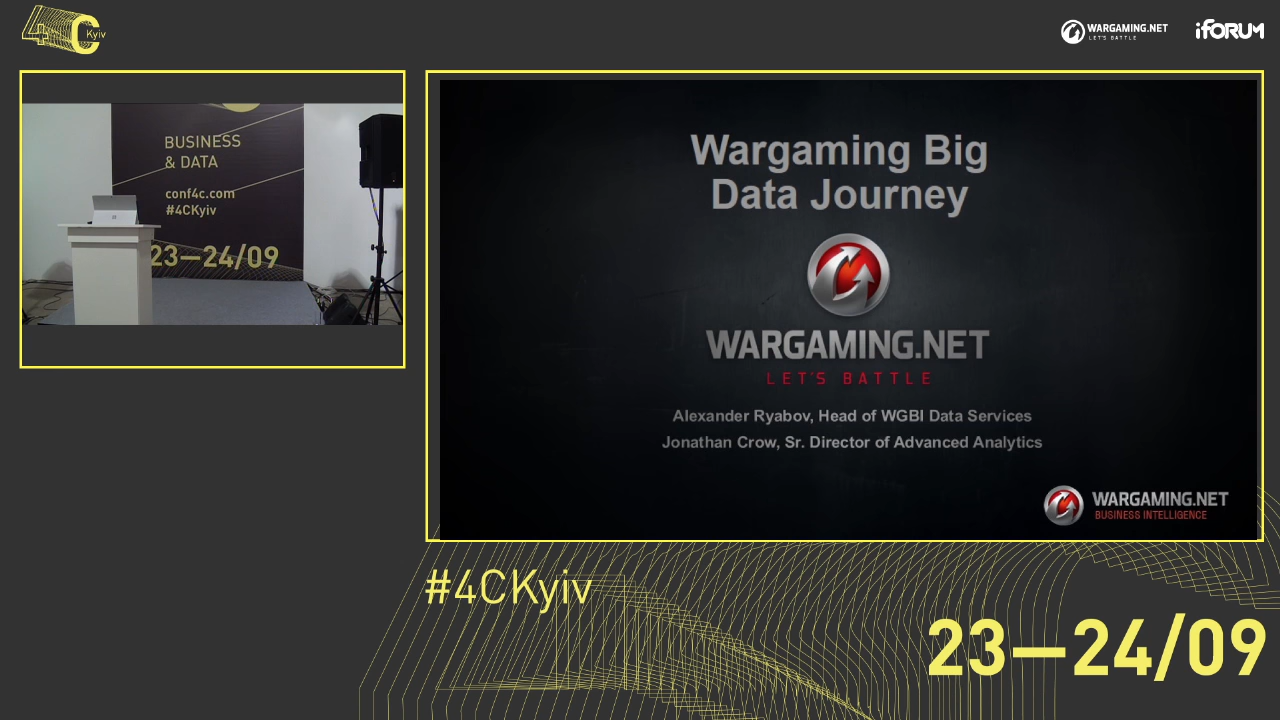 4C Kyiv
WARGAMING.NET
LET'S BATTLE
iFORUM
BUSINESS
& DATA
conf4c.com
#4CKyiv
23—24/09
Wargaming Big
Data Journey
WARGAMING.NET
LET'S BATTLE
Alexander Ryabov, Head of WGBI Data Services
Jonathan Crow, Sr. Director of Advanced Analytics
WARGAMING.NET
BUSINESS INTELLIGENCE
#4CKyiv
23—24/09